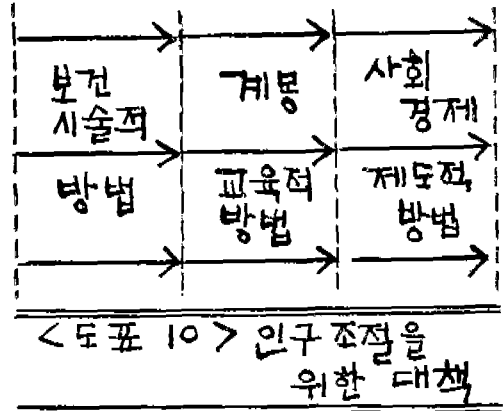 보건
시술적
방법
계몽
교육적
방법
사회
경제
제도적
방법
<도표 10> 인구조절을
위한 대책